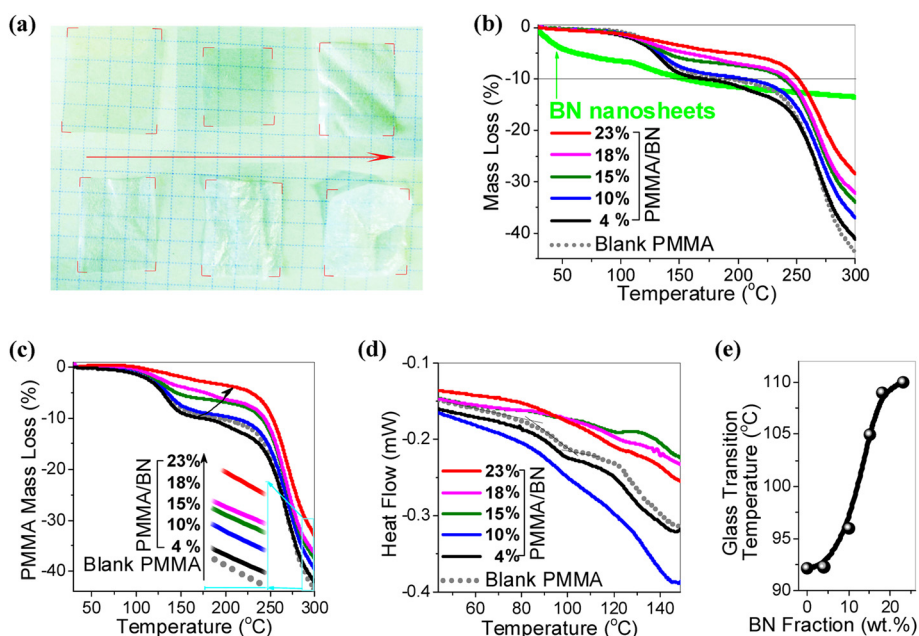 (a)
(b)
0
-10
-20
-30
-40
Mass Loss (%)
BN nanosheets
23%
18%
15%
10%
4 %
PMMA/BN
Blank PMMA
50 100 150 200 250 300
Temperature (°C)
(c)
0
-10
-20
-30
-40
PMMA Mass Loss (%)
23%
18%
15%
10%
4 %
PMMA/BN
Blank PMMA
50 100 150 200 250 300
Temperature (°C)
(d)
-0.1
-0.2
-0.3
-0.4
Heat Flow (mW)
23%
18%
15%
10%
4%
PMMA/BN
Blank PMMA
60 80 100 120 140
Temperature (°C)
(e)
110
105
100
95
90
Glass Transition
Temperature (°C)
0 10 20
BN Fraction (wt.%)